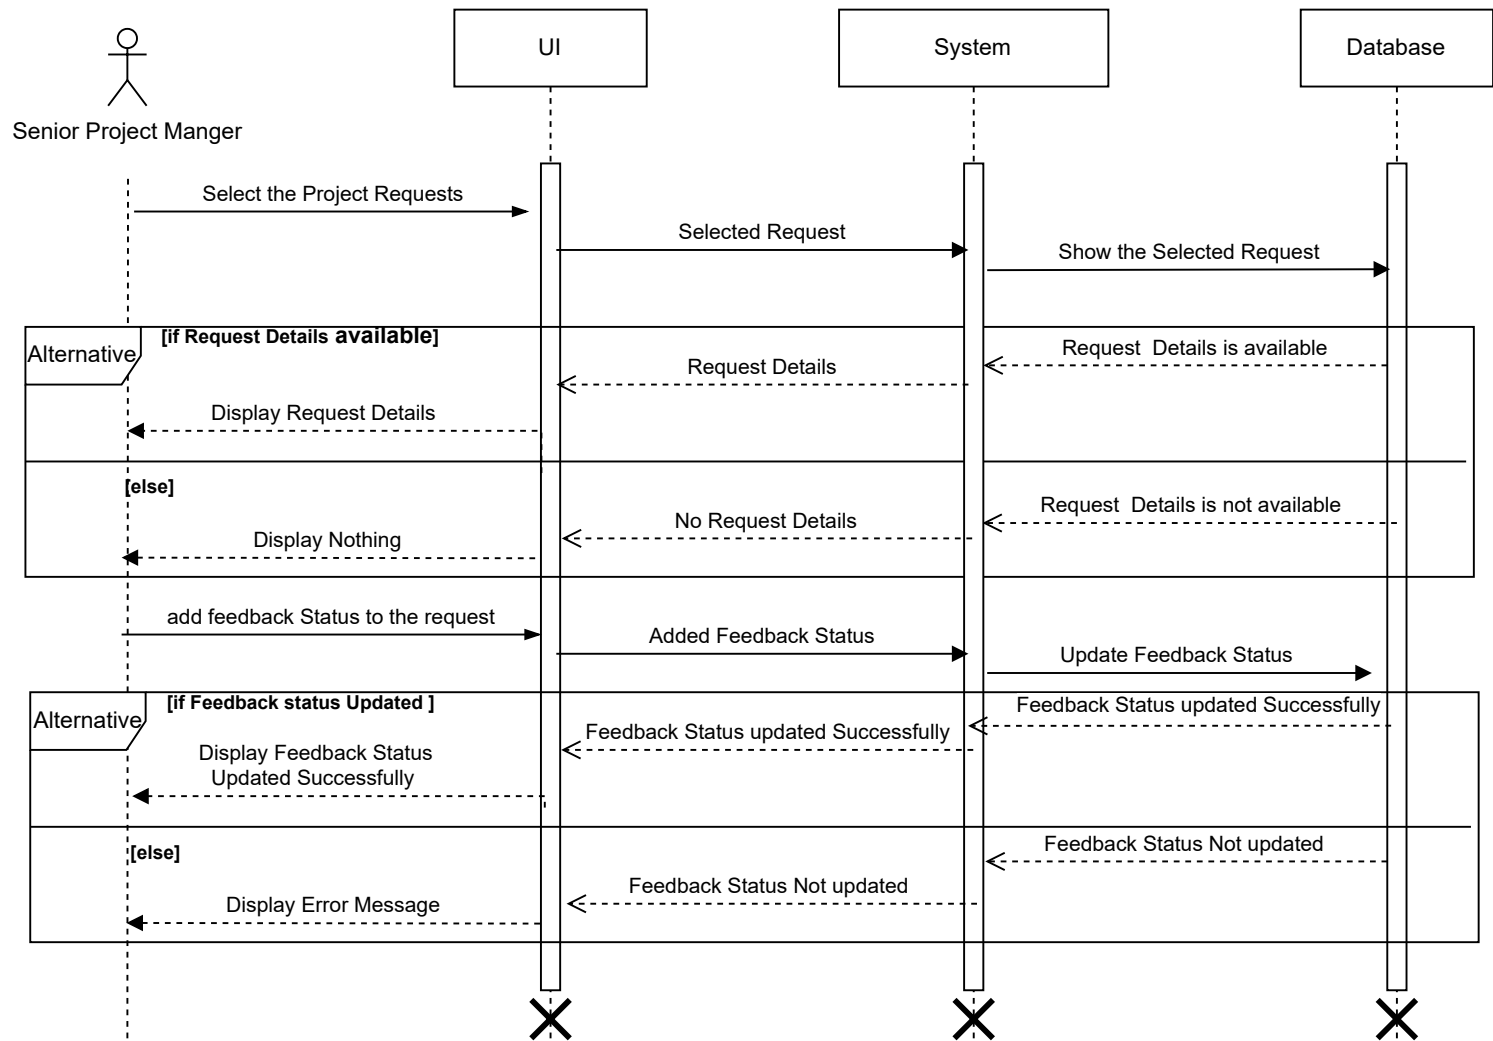 UI
System
Database
Senior Project Manger
Select the Project Requests
Selected Request
Show the Selected Request
Alternative
[if Request Details available]
Request  Details is available
Request Details
Display Request Details
[else]
Request  Details is not available
No Request Details
Display Nothing
add feedback Status to the request
Added Feedback Status
Update Feedback Status
Alternative
[if Feedback status Updated ]
Feedback Status updated Successfully
Feedback Status updated Successfully
Display Feedback Status
Updated Successfully
[else]
Feedback Status Not updated
Feedback Status Not updated
Display Error Message